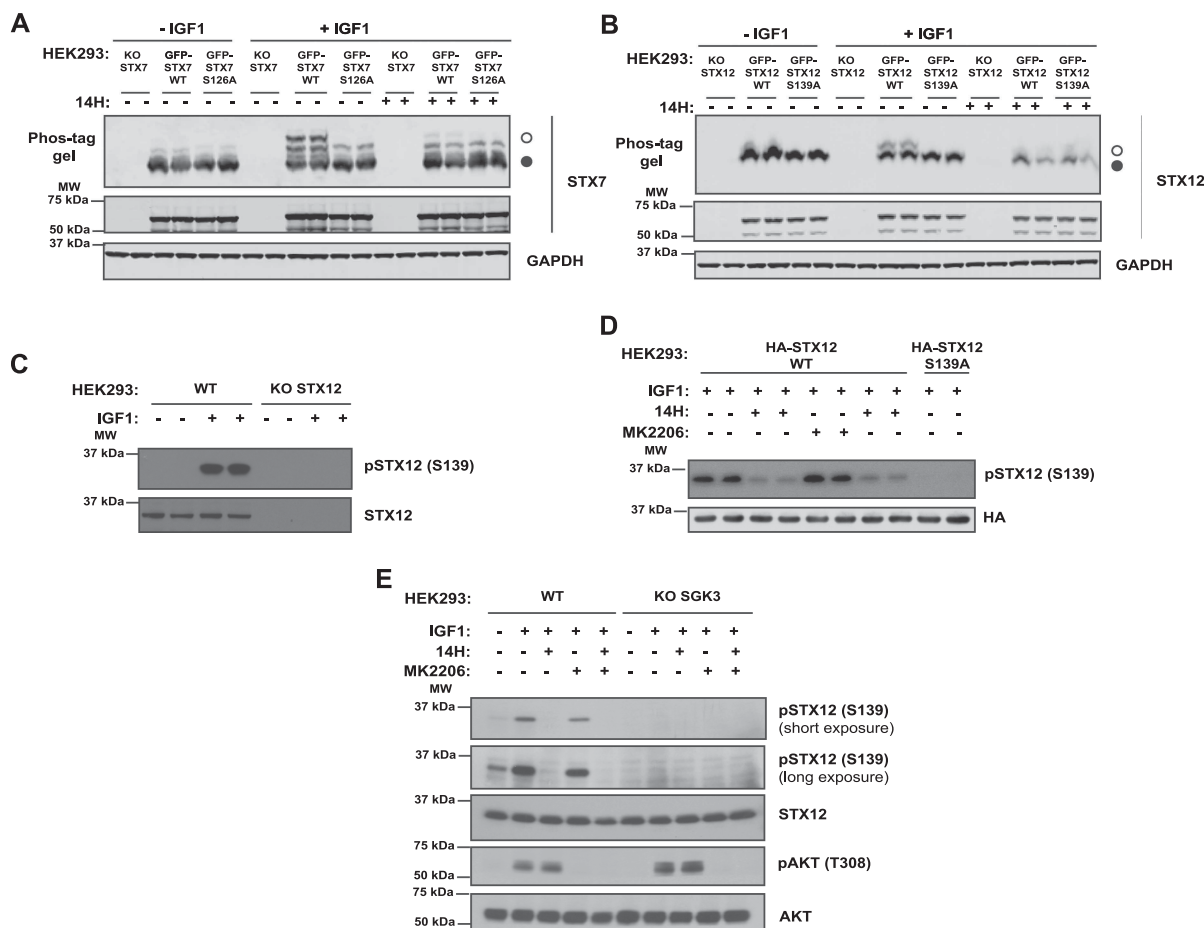 A
- IGF1 + IGF1
HEK293: KO STX7 GFP-STX7 WT GFP-STX7 S126A KO STX7 GFP-STX7 WT GFP-STX7 S126A KO STX7 GFP-STX7 WT GFP-STX7 S126A
14H: - - - - - - - - - - - - + + + + + +
Phos-tag gel
STX7
MW
75 kDa
50 kDa
37 kDa
GAPDH
B
- IGF1 + IGF1
HEK293: KO STX12 GFP-STX12 WT GFP-STX12 S139A KO STX12 GFP-STX12 WT GFP-STX12 S139A KO STX12 GFP-STX12 WT GFP-STX12 S139A
14H: - - - - - - - - - - - - + + + + + +
Phos-tag gel
STX12
MW
75 kDa
50 kDa
37 kDa
GAPDH
C
HEK293: WT KO STX12
IGF1: - - + + - - + +
MW
37 kDa
pSTX12 (S139)
37 kDa
STX12
D
HEK293: HA-STX12 WT HA-STX12 S139A
IGF1: + + + + + + + + + +
14H: - - + + - - + + - -
MK2206: - - - - + + - - - -
MW
37 kDa
pSTX12 (S139)
37 kDa
HA
E
HEK293: WT KO SGK3
IGF1: - + + + + - + + + +
14H: - - + - + - - + - +
MK2206: - - - + + - - - + +
MW
37 kDa
pSTX12 (S139)
(short exposure)
37 kDa
pSTX12 (S139)
(long exposure)
37 kDa
STX12
75 kDa
50 kDa
pAKT (T308)
75 kDa
50 kDa
AKT